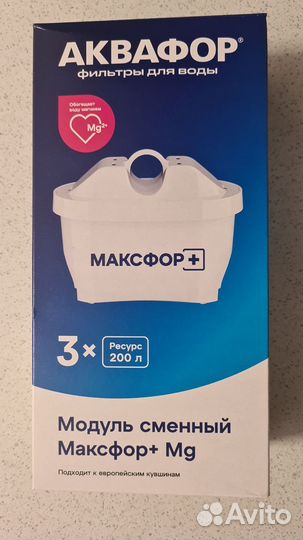 АКВАФОР®
ФИЛЬТРЫ ДЛЯ ВОДЫ
Обогащает
воду магнием
Mg2+
МАКСФОР+
3× Ресурс
200 л
Модуль сменный
Максфор+ Mg
Подходит к европейским кувшинам
Avito